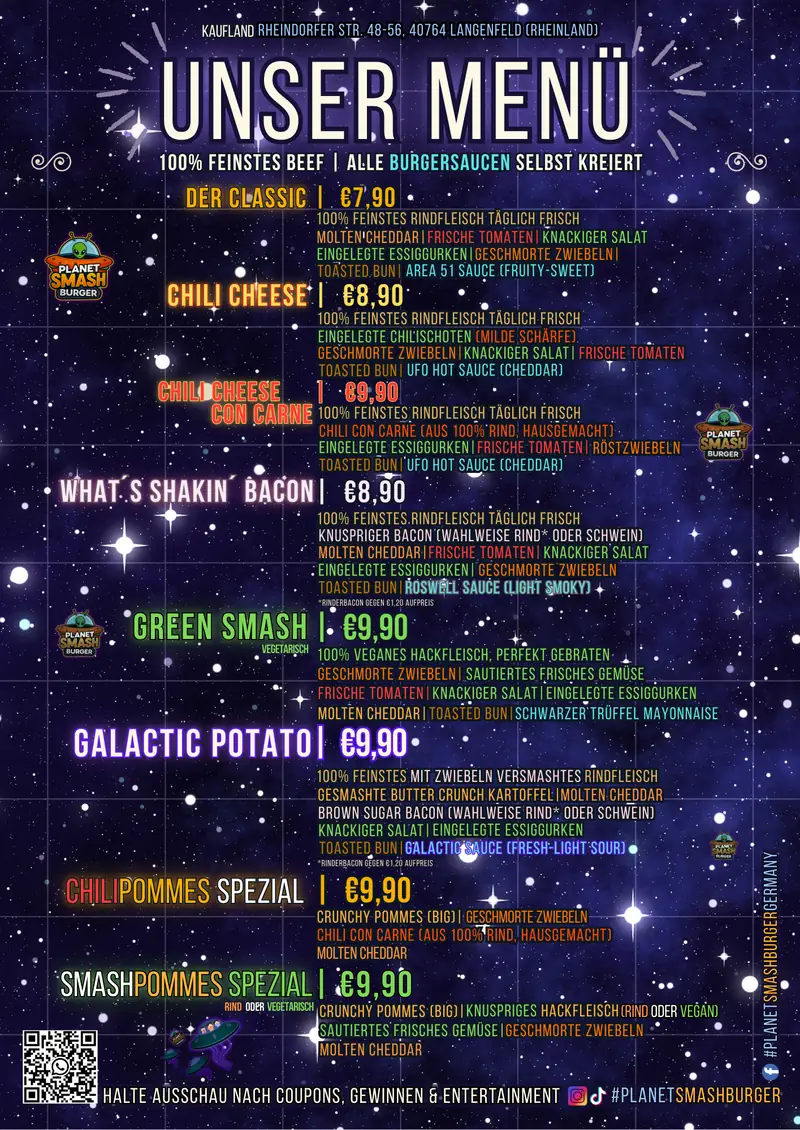 KAUFLAND RHEINDORFER STR. 48-56, 40764 LANGENFELD (RHEINLAND)
UNSER MENÜ
100% FEINSTES BEEF | ALLE BURGERSAUCEN SELBST KREIERT
DER CLASSIC | €7,90
100% FEINSTES RINDFLEISCH TÄGLICH FRISCH
MOLTEN CHEDDAR | FRISCHE TOMATEN | KNACKIGER SALAT
EINGELEGTE ESSIGGURKEN | GESCHMORTE ZWIEBELN |
TOASTED BUN | AREA 51 SAUCE (FRUITY-SWEET)
PLANET
SMASH
BURGER
CHILI CHEESE | €8,90
100% FEINSTES RINDFLEISCH TÄGLICH FRISCH
EINGELEGTE CHILISCHOTEN (MILDE SCHÄRFE)
GESCHMORTE ZWIEBELN | KNACKIGER SALAT | FRISCHE TOMATEN
TOASTED BUN | UFO HOT SAUCE (CHEDDAR)
CHILI CHEESE | €9,90
CON CARNE
100% FEINSTES RINDFLEISCH TÄGLICH FRISCH
CHILI CON CARNE (AUS 100% RIND, HAUSGEMACHT)
EINGELEGTE ESSIGGURKEN | FRISCHE TOMATEN | RÖSTZWIEBELN
TOASTED BUN | UFO HOT SAUCE (CHEDDAR)
PLANET
SMASH
BURGER
WHAT´S SHAKIN´ BACON | €8,90
100% FEINSTES RINDFLEISCH TÄGLICH FRISCH
KNUSPRIGER BACON (WAHLWEISE RIND* ODER SCHWEIN)
MOLTEN CHEDDAR | FRISCHE TOMATEN | KNACKIGER SALAT
EINGELEGTE ESSIGGURKEN | GESCHMORTE ZWIEBELN
TOASTED BUN | ROSWELL SAUCE (LIGHT SMOKY)
*RINDERBACON GEGEN €1,20 AUFPREIS
PLANET
SMASH
BURGER
GREEN SMASH | €9,90
VEGETARISCH
100% VEGANES HACKFLEISCH, PERFEKT GEBRATEN
GESCHMORTE ZWIEBELN | SAUTIERTES FRISCHES GEMÜSE
FRISCHE TOMATEN | KNACKIGER SALAT | EINGELEGTE ESSIGGURKEN
MOLTEN CHEDDAR | TOASTED BUN | SCHWARZER TRÜFFEL MAYONNAISE
GALACTIC POTATO | €9,90
100% FEINSTES MIT ZWIEBELN VERSMASHTES RINDFLEISCH
GESMASHTE BUTTER CRUNCH KARTOFFEL | MOLTEN CHEDDAR
BROWN SUGAR BACON (WAHLWEISE RIND* ODER SCHWEIN)
KNACKIGER SALAT | EINGELEGTE ESSIGGURKEN
TOASTED BUN | GALACTIC SAUCE (FRESH-LIGHT SOUR)
*RINDERBACON GEGEN €1,20 AUFPREIS
PLANET
SMASH
BURGER
CHILIPOMMES SPEZIAL | €9,90
CRUNCHY POMMES (BIG) | GESCHMORTE ZWIEBELN
CHILI CON CARNE (AUS 100% RIND, HAUSGEMACHT)
MOLTEN CHEDDAR
SMASHPOMMES SPEZIAL | €9,90
RIND ODER VEGETARISCH
CRUNCHY POMMES (BIG) | KNUSPRIGES HACKFLEISCH (RIND ODER VEGAN)
SAUTIERTES FRISCHES GEMÜSE | GESCHMORTE ZWIEBELN
MOLTEN CHEDDAR
#PLANETSMASHBURGERGERMANY
HALTE AUSSCHAU NACH COUPONS, GEWINNEN & ENTERTAINMENT #PLANETSMASHBURGER